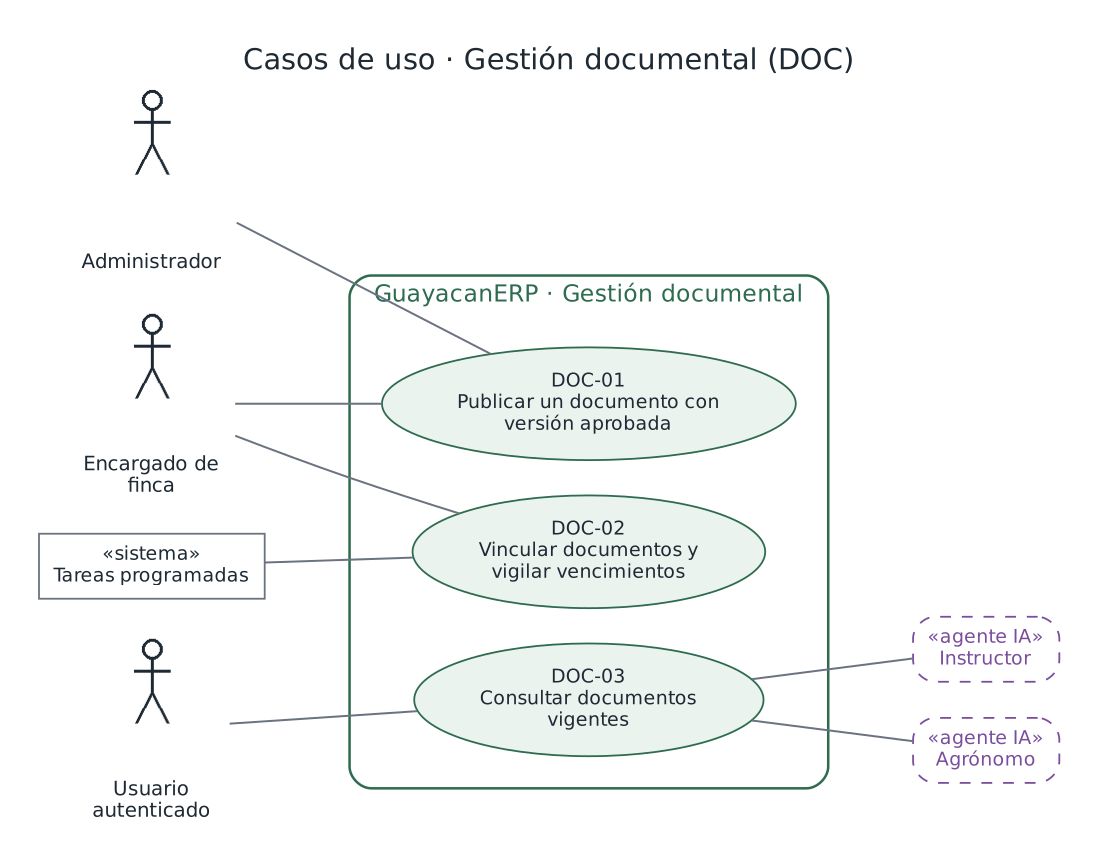 Casos de uso · Gestión documental (DOC)
Administrador
GuayacanERP · Gestión documental
DOC-01
Publicar un documento con
versión aprobada
Encargado de
finca
DOC-02
Vincular documentos y
vigilar vencimientos
«sistema»
Tareas programadas
DOC-03
Consultar documentos
vigentes
«agente IA»
Instructor
«agente IA»
Agrónomo
Usuario
autenticado